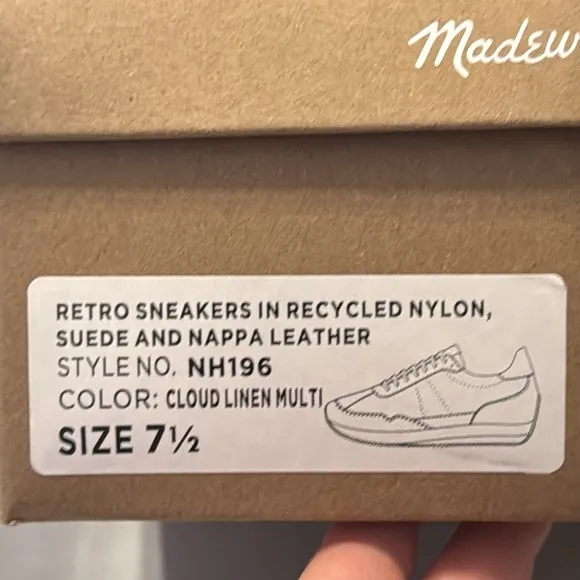 Madew
RETRO SNEAKERS IN RECYCLED NYLON,
SUEDE AND NAPPA LEATHER
STYLE NO. NH196
COLOR: CLOUD LINEN MULTI
SIZE 7½